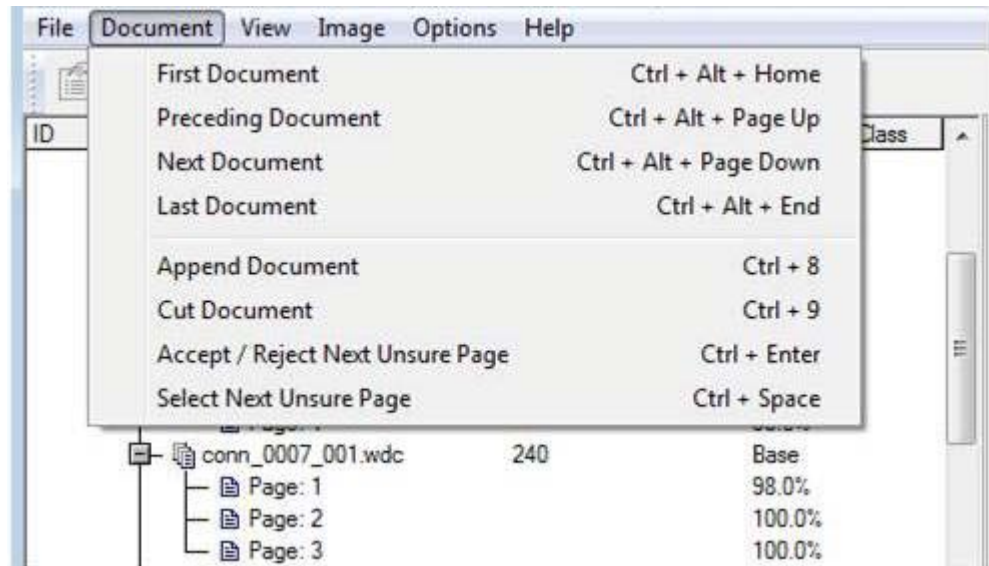 File Document View Image Options Help
First Document Ctrl + Alt + Home
Preceding Document Ctrl + Alt + Page Up
ID Class
Next Document Ctrl + Alt + Page Down
Last Document Ctrl + Alt + End
Append Document Ctrl + 8
Cut Document Ctrl + 9
Accept / Reject Next Unsure Page Ctrl + Enter
Select Next Unsure Page Ctrl + Space
conn_0007_001.wdc 240 Base
Page: 1 98.0%
Page: 2 100.0%
Page: 3 100.0%